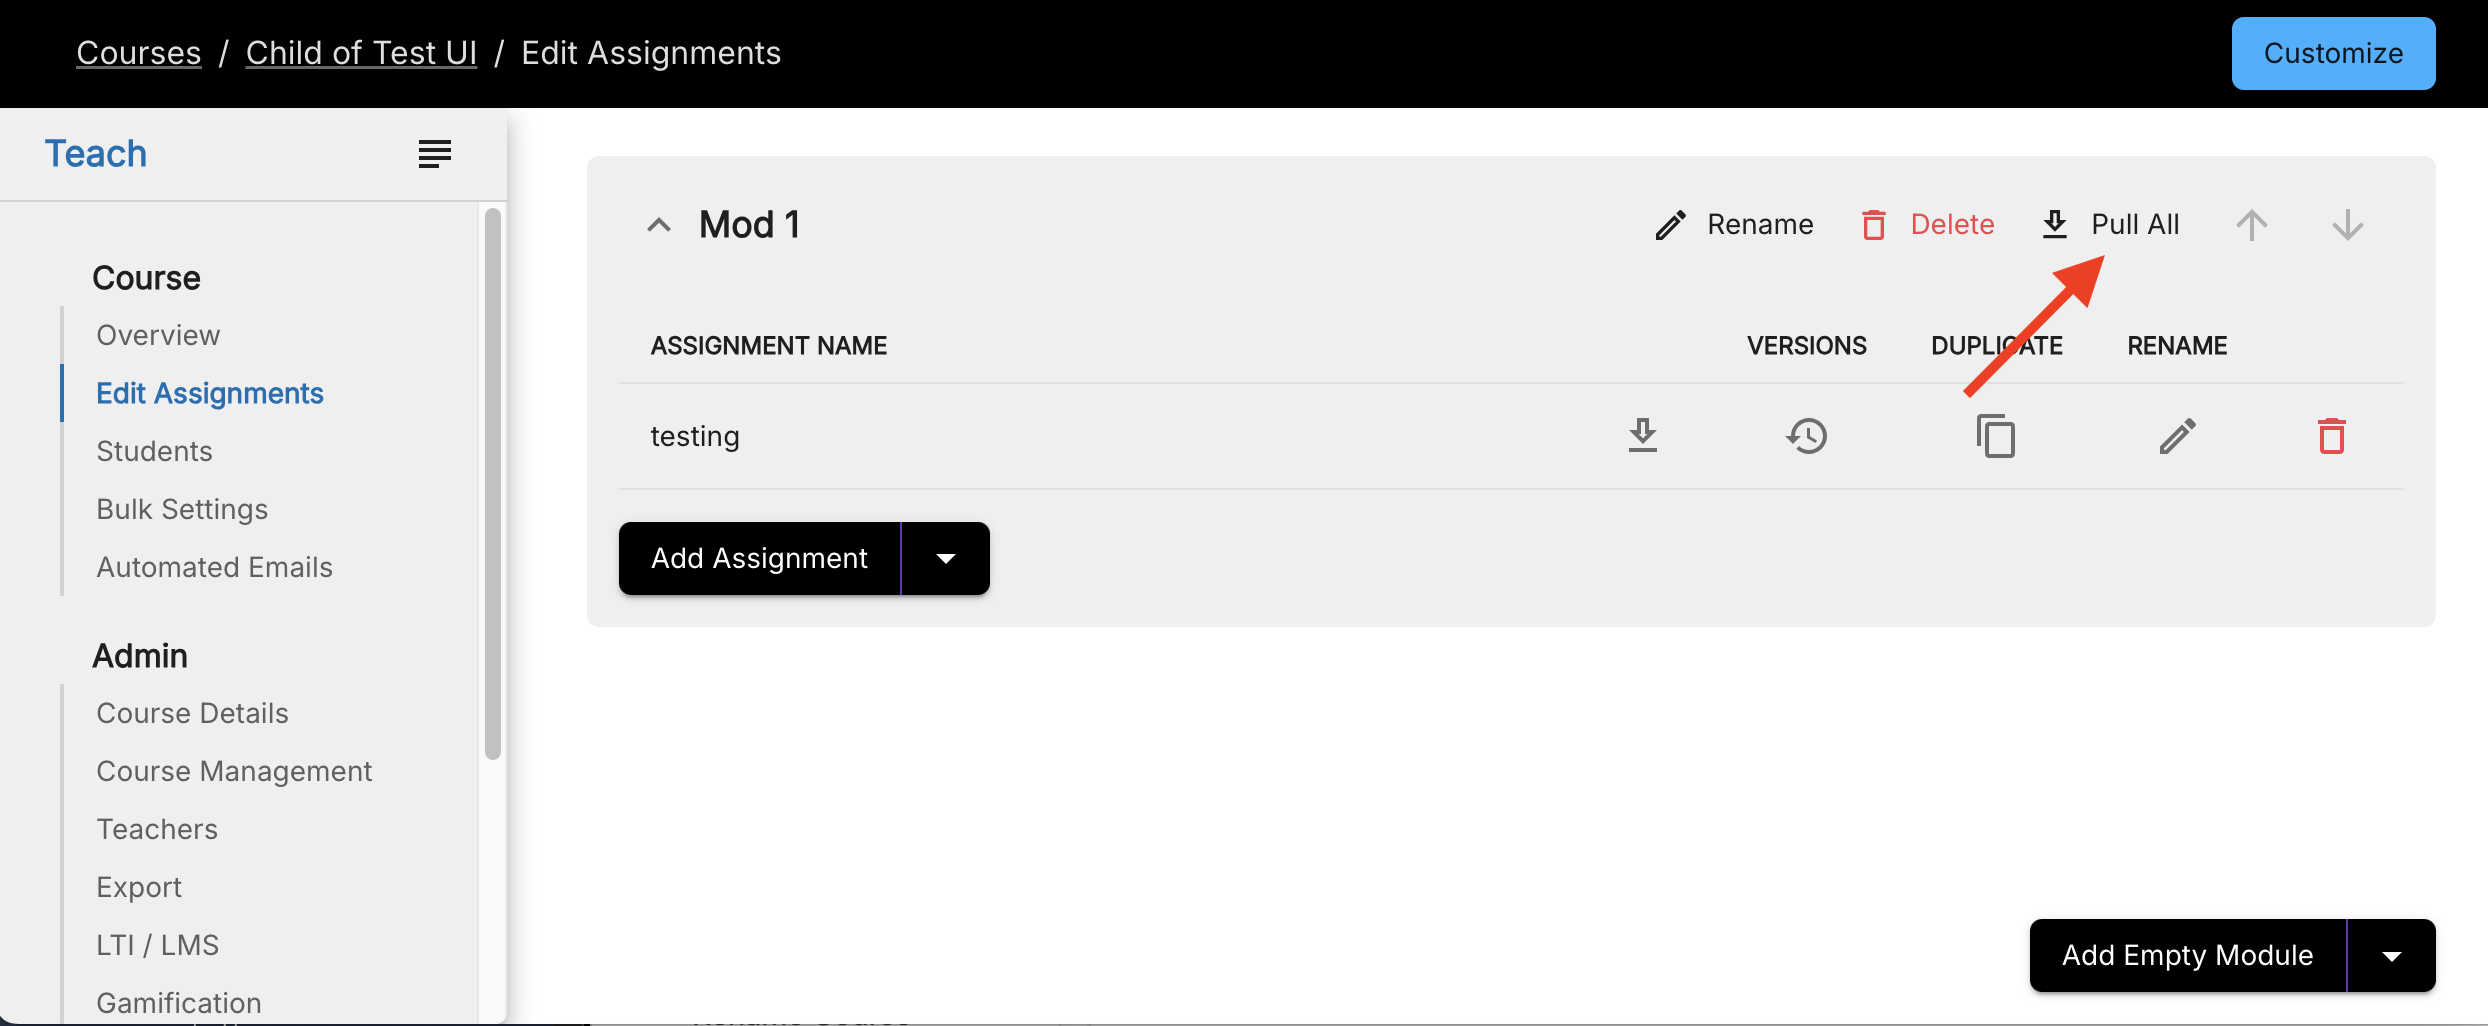 Courses / Child of Test UI / Edit Assignments
Customize
Teach
Course
Overview
Edit Assignments
Students
Bulk Settings
Automated Emails
Admin
Course Details
Course Management
Teachers
Export
LTI / LMS
Gamification
Mod 1
Rename
Delete
Pull All
ASSIGNMENT NAME VERSIONS DUPLICATE RENAME
testing
Add Assignment
Add Empty Module